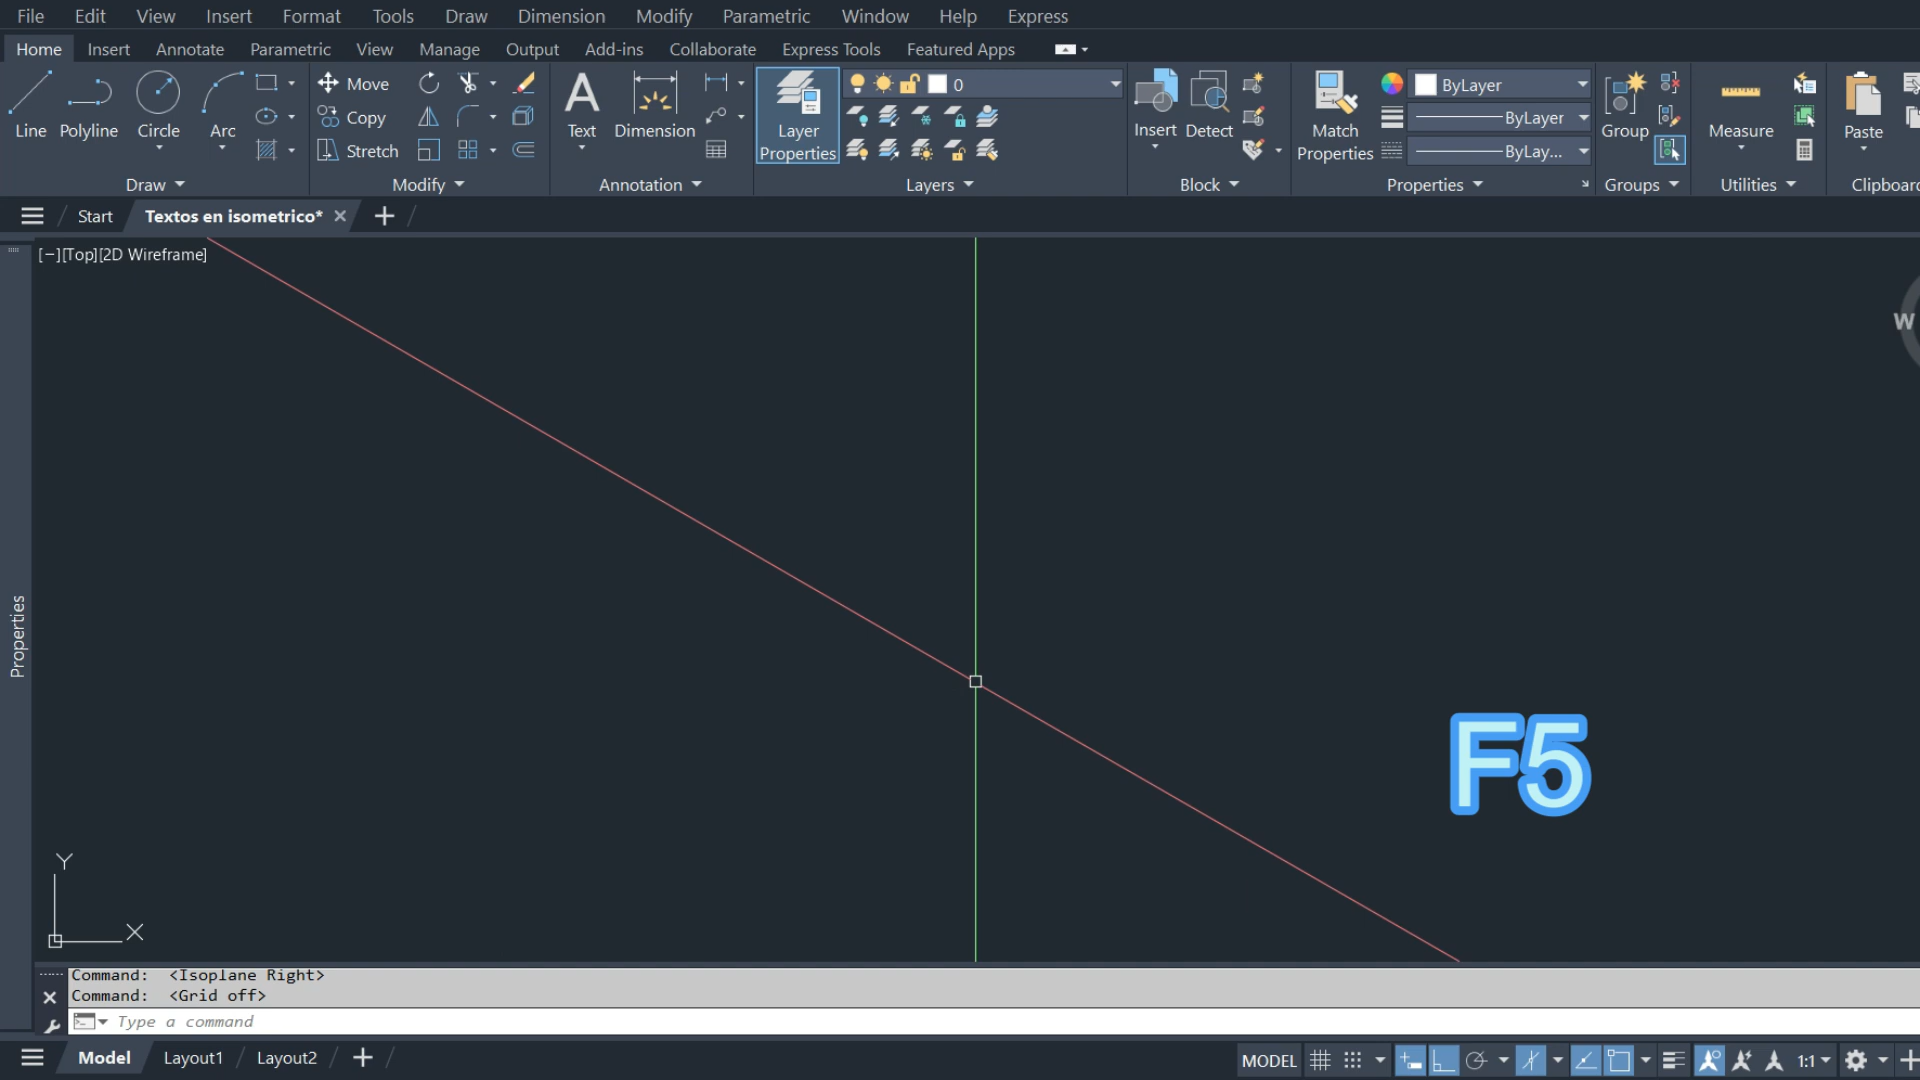 File Edit View Insert Format Tools Draw Dimension Modify Parametric Window Help Express
Home Insert Annotate Parametric View Manage Output Add-ins Collaborate Express Tools Featured Apps
Move
Copy
Stretch
Line Polyline Circle Arc
Text Dimension
Layer
Properties
0
Insert Detect
Match
Properties
ByLayer
ByLayer
ByLay...
Group
Measure
Paste
Draw Modify Annotation Layers Block Properties Groups Utilities Clipboar
Start Textos en isometrico*
[−][Top][2D Wireframe]
W
Properties
F5
Y
X
Command: <Isoplane Right>
Command: <Grid off>
Type a command
Model Layout1 Layout2
MODEL 1:1